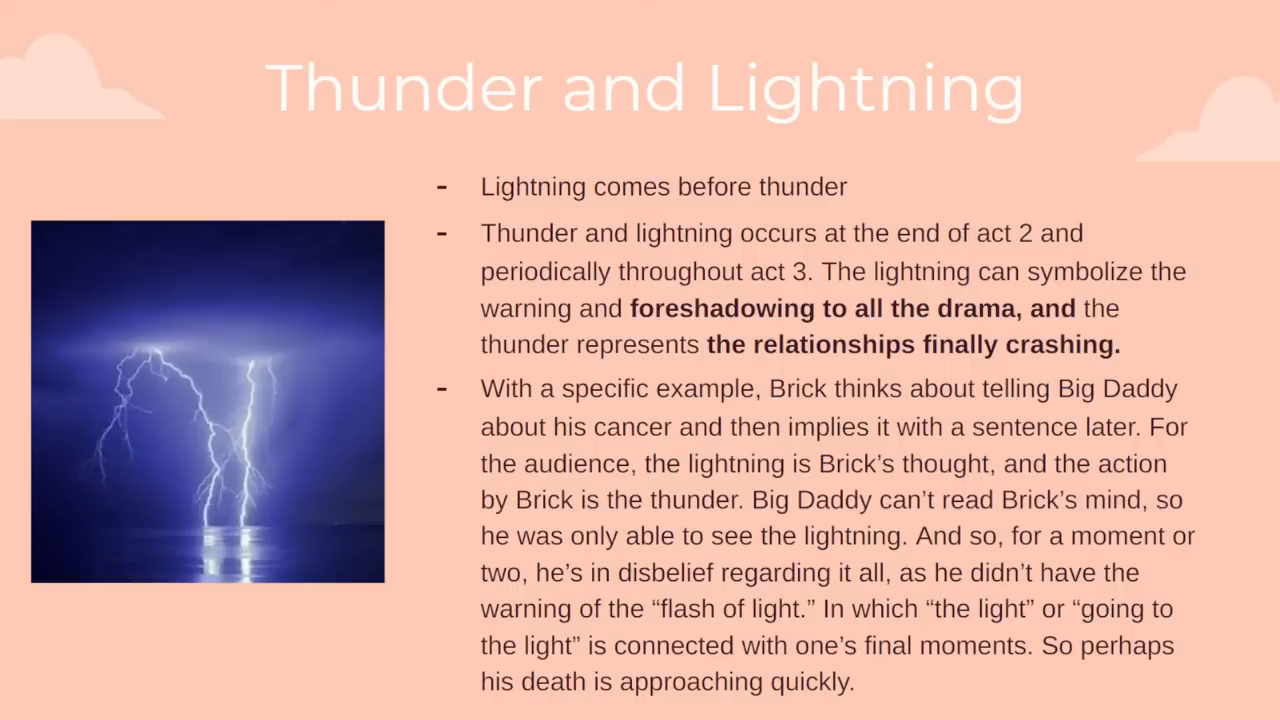 Thunder and Lightning
- Lightning comes before thunder
- Thunder and lightning occurs at the end of act 2 and
periodically throughout act 3. The lightning can symbolize the
warning and foreshadowing to all the drama, and the
thunder represents the relationships finally crashing.
- With a specific example, Brick thinks about telling Big Daddy
about his cancer and then implies it with a sentence later. For
the audience, the lightning is Brick’s thought, and the action
by Brick is the thunder. Big Daddy can’t read Brick’s mind, so
he was only able to see the lightning. And so, for a moment or
two, he’s in disbelief regarding it all, as he didn’t have the
warning of the “flash of light.” In which “the light” or “going to
the light” is connected with one’s final moments. So perhaps
his death is approaching quickly.